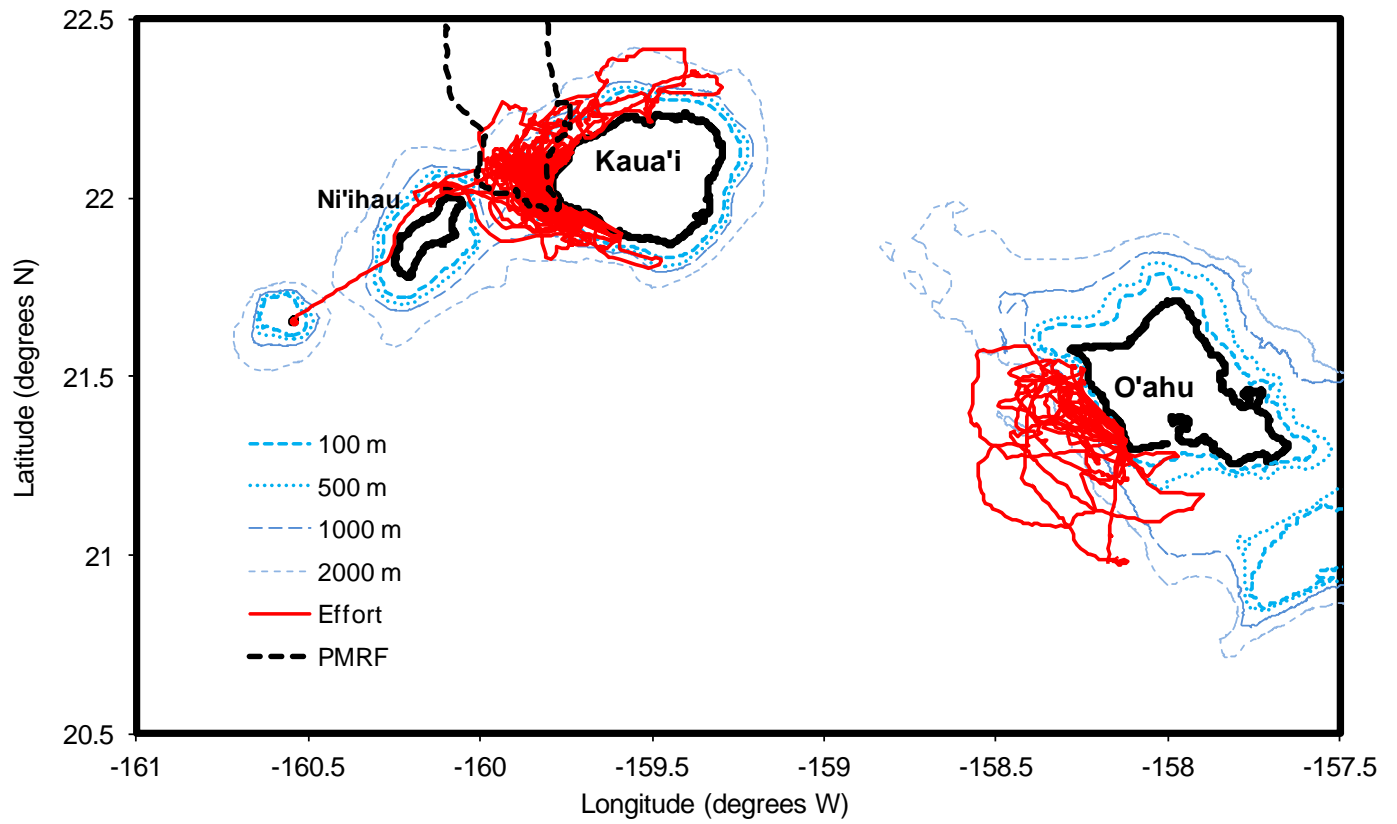 22.5
22
21.5
21
20.5
Latitude (degrees N)
Kaua'i
Ni'ihau
O'ahu
100 m
500 m
1000 m
2000 m
Effort
PMRF
-161
-160.5
-160
-159.5
-159
-158.5
-158
-157.5
Longitude (degrees W)